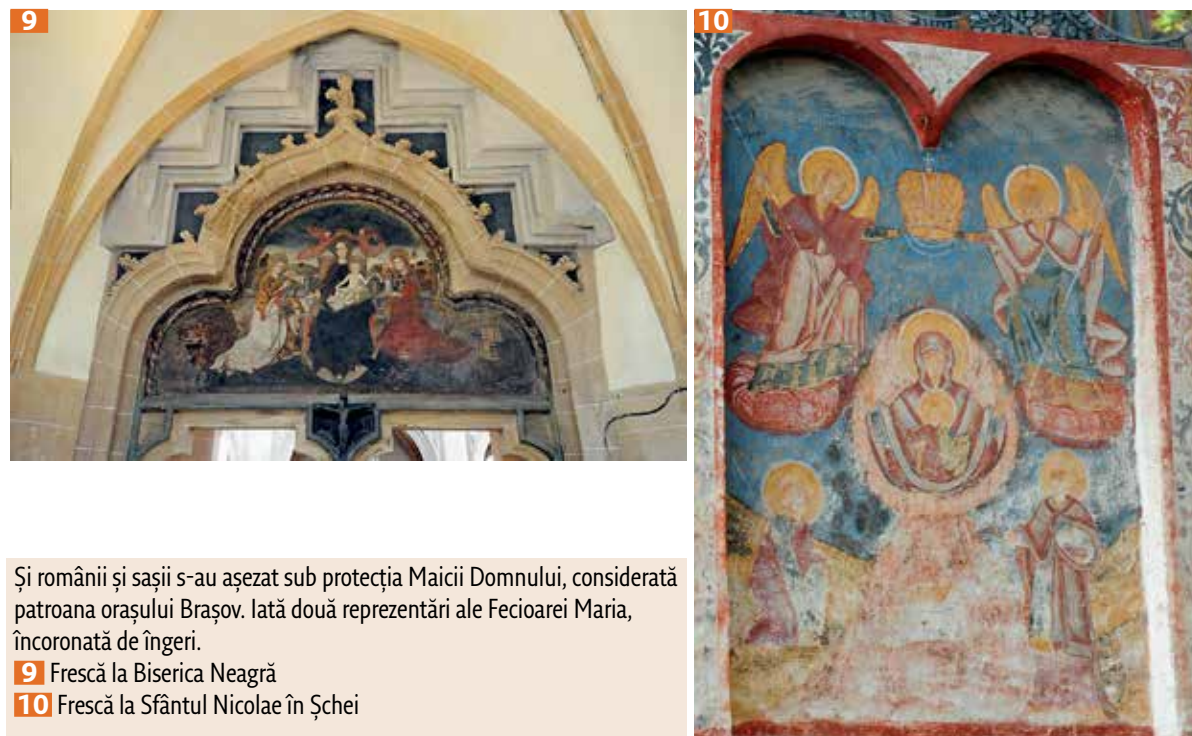 9
10
Și românii și sașii s-au așezat sub protecția Maicii Domnului, considerată
patroana orașului Brașov. Iată două reprezentări ale Fecioarei Maria,
încoronată de îngeri.
9 Frescă la Biserica Neagră
10 Frescă la Sfântul Nicolae în Șchei